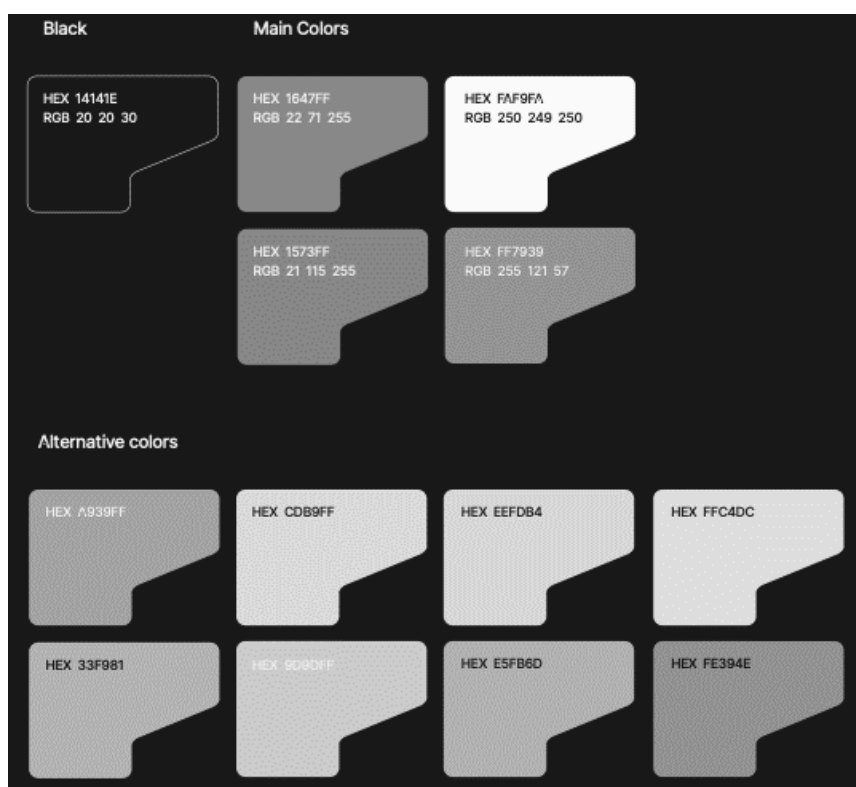 Black
Main Colors
HEX 14141E
RGB 20 20 30
HEX 1647FF
RGB 22 71 255
HEX FAF9FA
RGB 250 249 250
HEX 1573FF
RGB 21 115 255
HEX FF7939
RGB 255 121 57
Alternative colors
HEX A939FF
HEX CDB9FF
HEX EEFDB4
HEX FFC4DC
HEX 33F981
HEX 9D9DFF
HEX E5FB6D
HEX FE394E